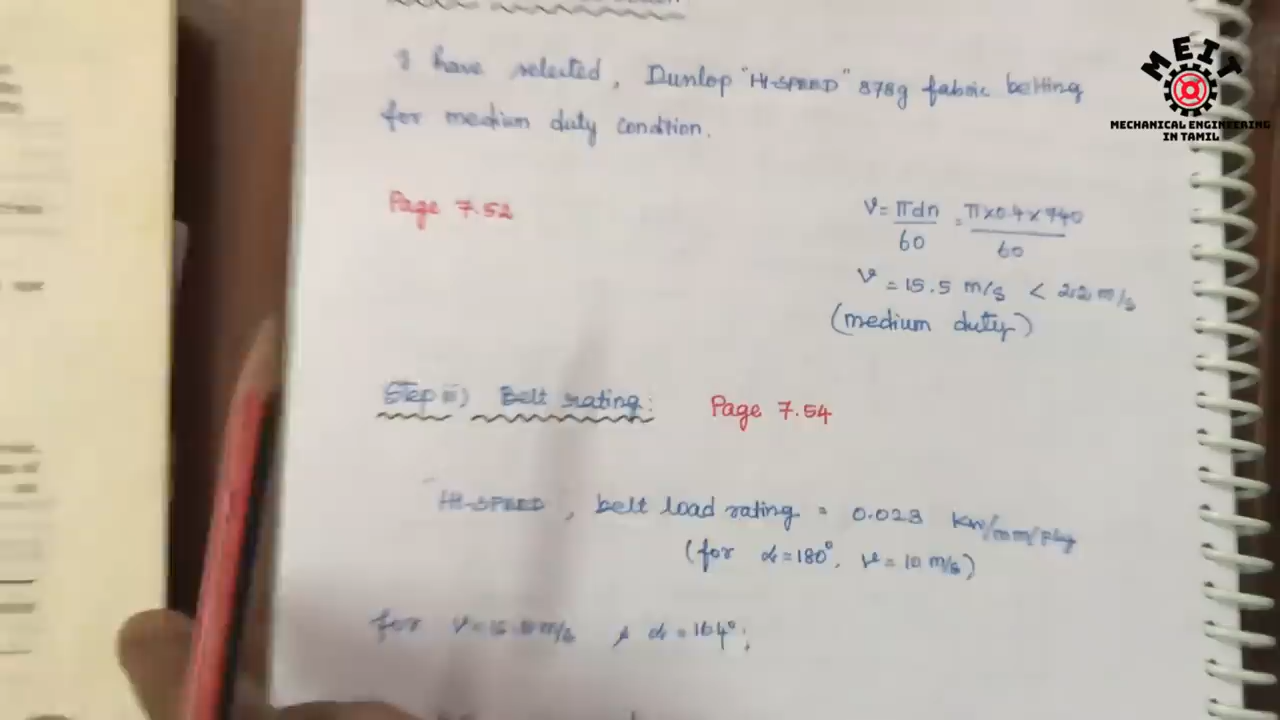 I have selected, Dunlop "HI-SPEED" 878g fabric belting
for medium duty condition.
Page 7.52
V = πdn/60 = π×0.4×740/60
V = 15.5 m/s < 22 m/s
(medium duty)
Step iii) Belt rating:
Page 7.54
HI-SPEED, belt load rating = 0.023 kW/mm/Ply
(for α = 180°, V = 10 m/s)
for V = 15.5 m/s, α = 164°;
MEIT
MECHANICAL ENGINEERING
IN TAMIL